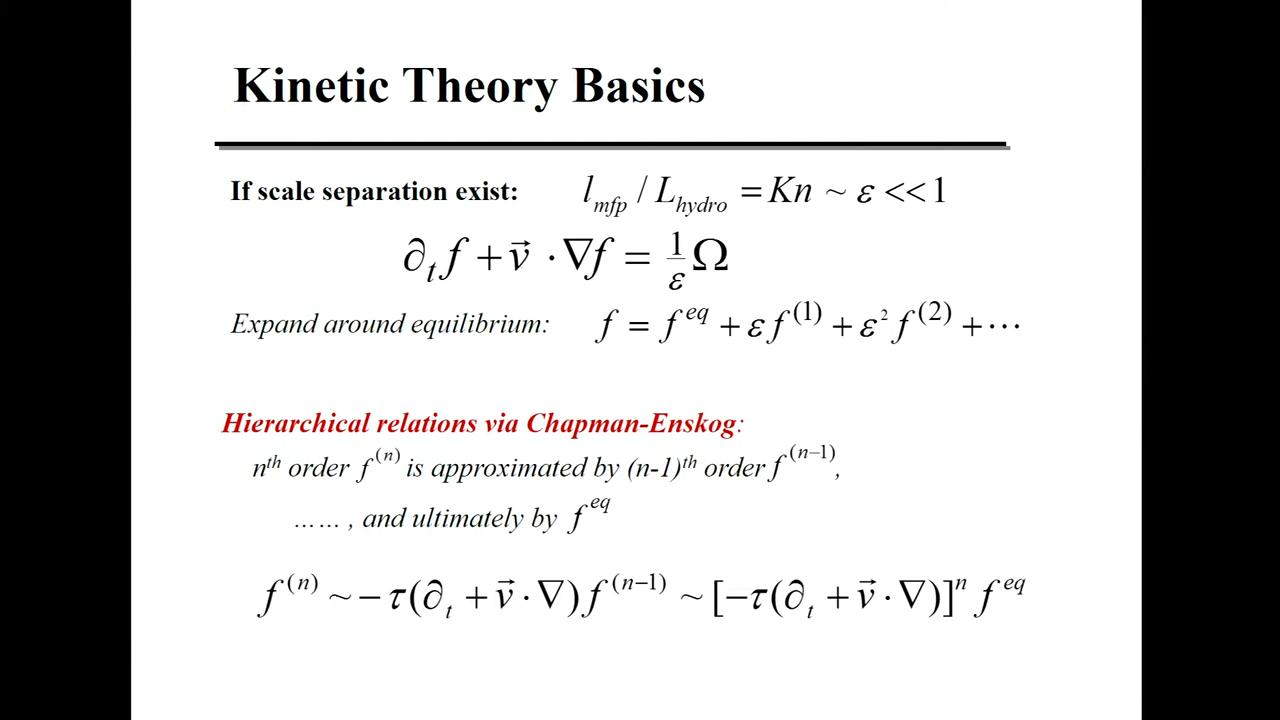 Kinetic Theory Basics
If scale separation exist: l_mfp / L_hydro = Kn ~ ε << 1
∂_t f + v⃗ · ∇f = 1/ε Ω
Expand around equilibrium: f = f^eq + εf^(1) + ε² f^(2) + ⋯
Hierarchical relations via Chapman-Enskog:
n^th order f^(n) is approximated by (n-1)^th order f^(n−1),
…… , and ultimately by f^eq
f^(n) ~ − τ(∂_t + v⃗ · ∇) f^(n−1) ~ [−τ(∂_t + v⃗ · ∇)]^n f^eq